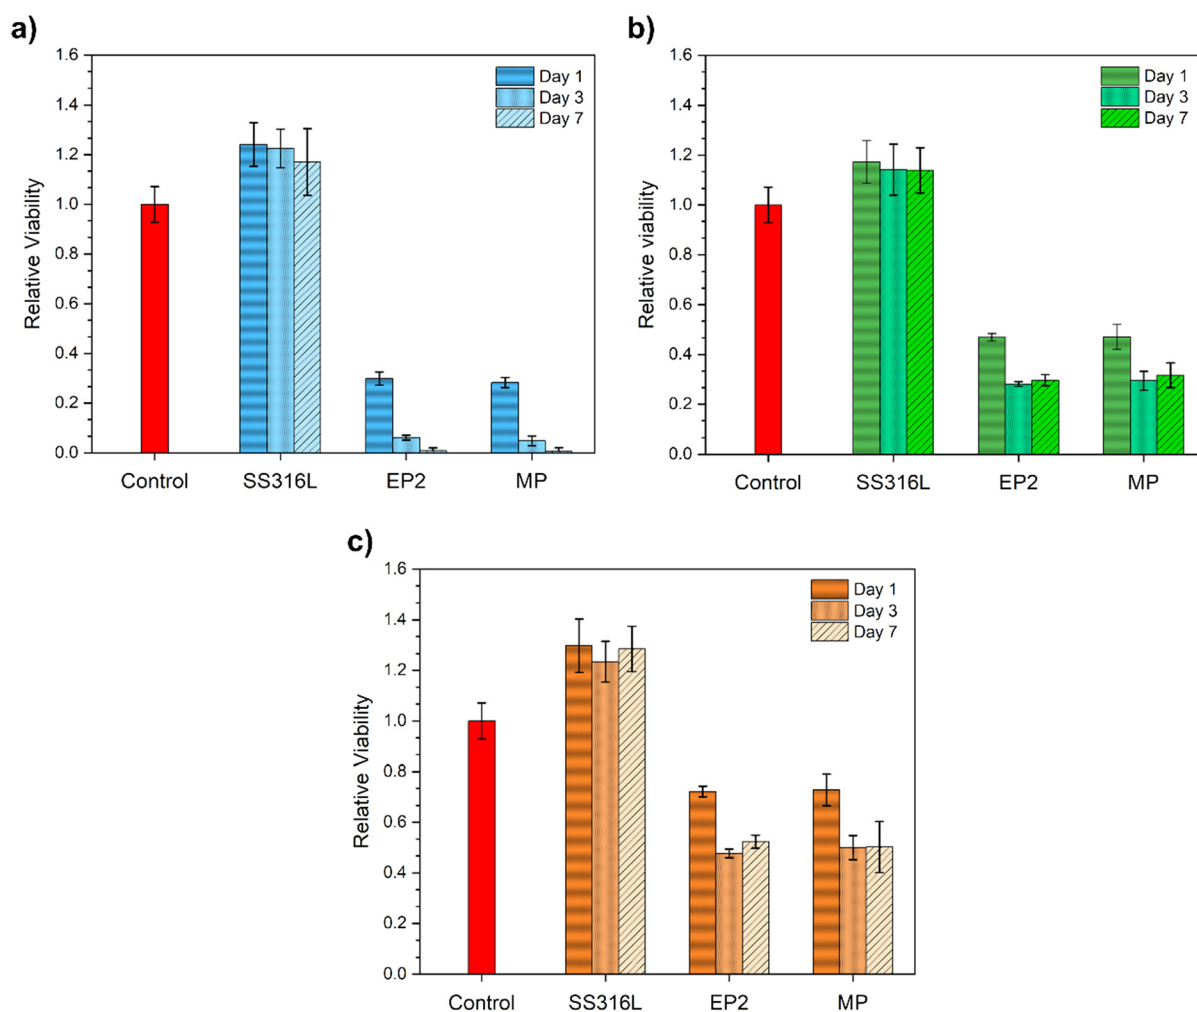 a)
1.6
1.4
1.2
1.0
0.8
0.6
0.4
0.2
0.0
Relative Viability
Day 1
Day 3
Day 7
Control SS316L EP2 MP
b)
1.6
1.4
1.2
1.0
0.8
0.6
0.4
0.2
0.0
Relative viability
Day 1
Day 3
Day 7
Control SS316L EP2 MP
c)
1.6
1.4
1.2
1.0
0.8
0.6
0.4
0.2
0.0
Relative Viability
Day 1
Day 3
Day 7
Control SS316L EP2 MP